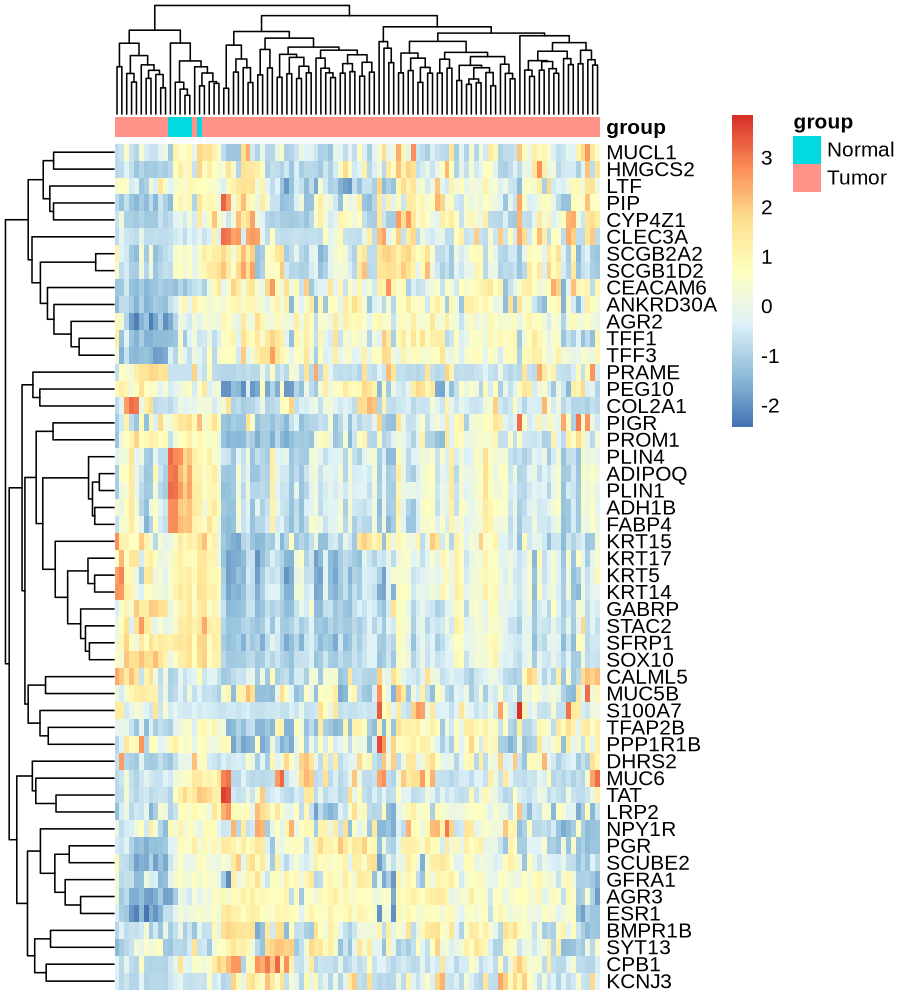 group
MUCL1
HMGCS2
LTF
PIP
CYP4Z1
CLEC3A
SCGB2A2
SCGB1D2
CEACAM6
ANKRD30A
AGR2
TFF1
TFF3
PRAME
PEG10
COL2A1
PIGR
PROM1
PLIN4
ADIPOQ
PLIN1
ADH1B
FABP4
KRT15
KRT17
KRT5
KRT14
GABRP
STAC2
SFRP1
SOX10
CALML5
MUC5B
S100A7
TFAP2B
PPP1R1B
DHRS2
MUC6
TAT
LRP2
NPY1R
PGR
SCUBE2
GFRA1
AGR3
ESR1
BMPR1B
SYT13
CPB1
KCNJ3
3
2
1
0
-1
-2
group
Normal
Tumor